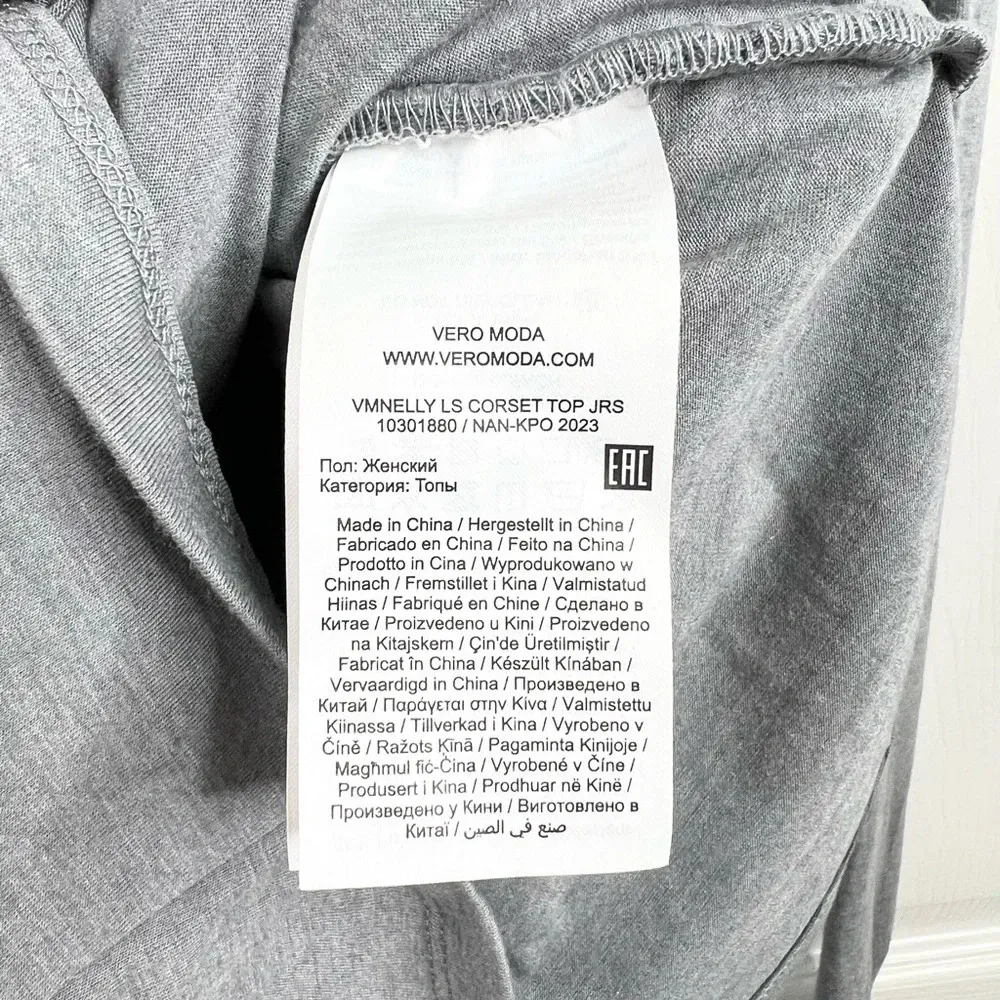 VERO MODA
WWW.VEROMODA.COM
VMNELLY LS CORSET TOP JRS
10301880 / NAN-KPO 2023
EAC
Пол: Женский
Категория: Топы
Made in China / Hergestellt in China /
Fabricado en China / Feito na China /
Prodotto in Cina / Wyprodukowano w
Chinach / Fremstillet i Kina / Valmistatud
Hiinas / Fabriqué en Chine / Сделано в
Китае / Proizvedeno u Kini / Proizvedeno
na Kitajskem / Çin'de Üretilmiştir /
Fabricat în China / Készült Kínában /
Vervaardigd in China / Произведено в
Китай / Παράγεται στην Κίνα / Valmistettu
Kiinassa / Tillverkad i Kina / Vyrobeno v
Číně / Ražots Ķīnā / Pagaminta Kinijoje /
Magħmul fiċ-Ċina / Vyrobené v Číne /
Produsert i Kina / Prodhuar në Kinë /
Произведено у Кини / Виготовлено в
Китаї / صنع في الصين